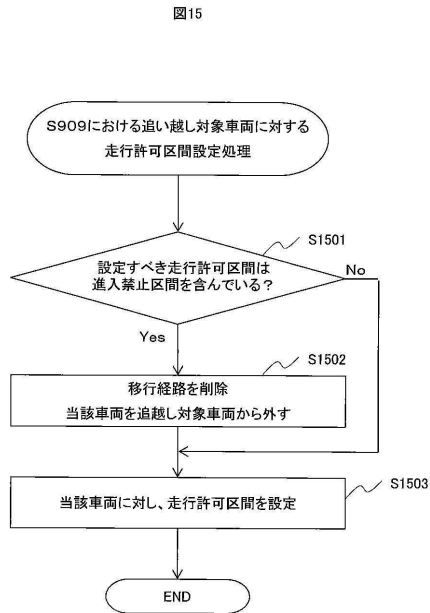 図15
S909における追い越し対象車両に対する
走行許可区間設定処理
S1501
設定すべき走行許可区間は
進入禁止区間を含んでいる？
No
Yes
S1502
移行経路を削除
当該車両を追越し対象車両から外す
S1503
当該車両に対し、走行許可区間を設定
END